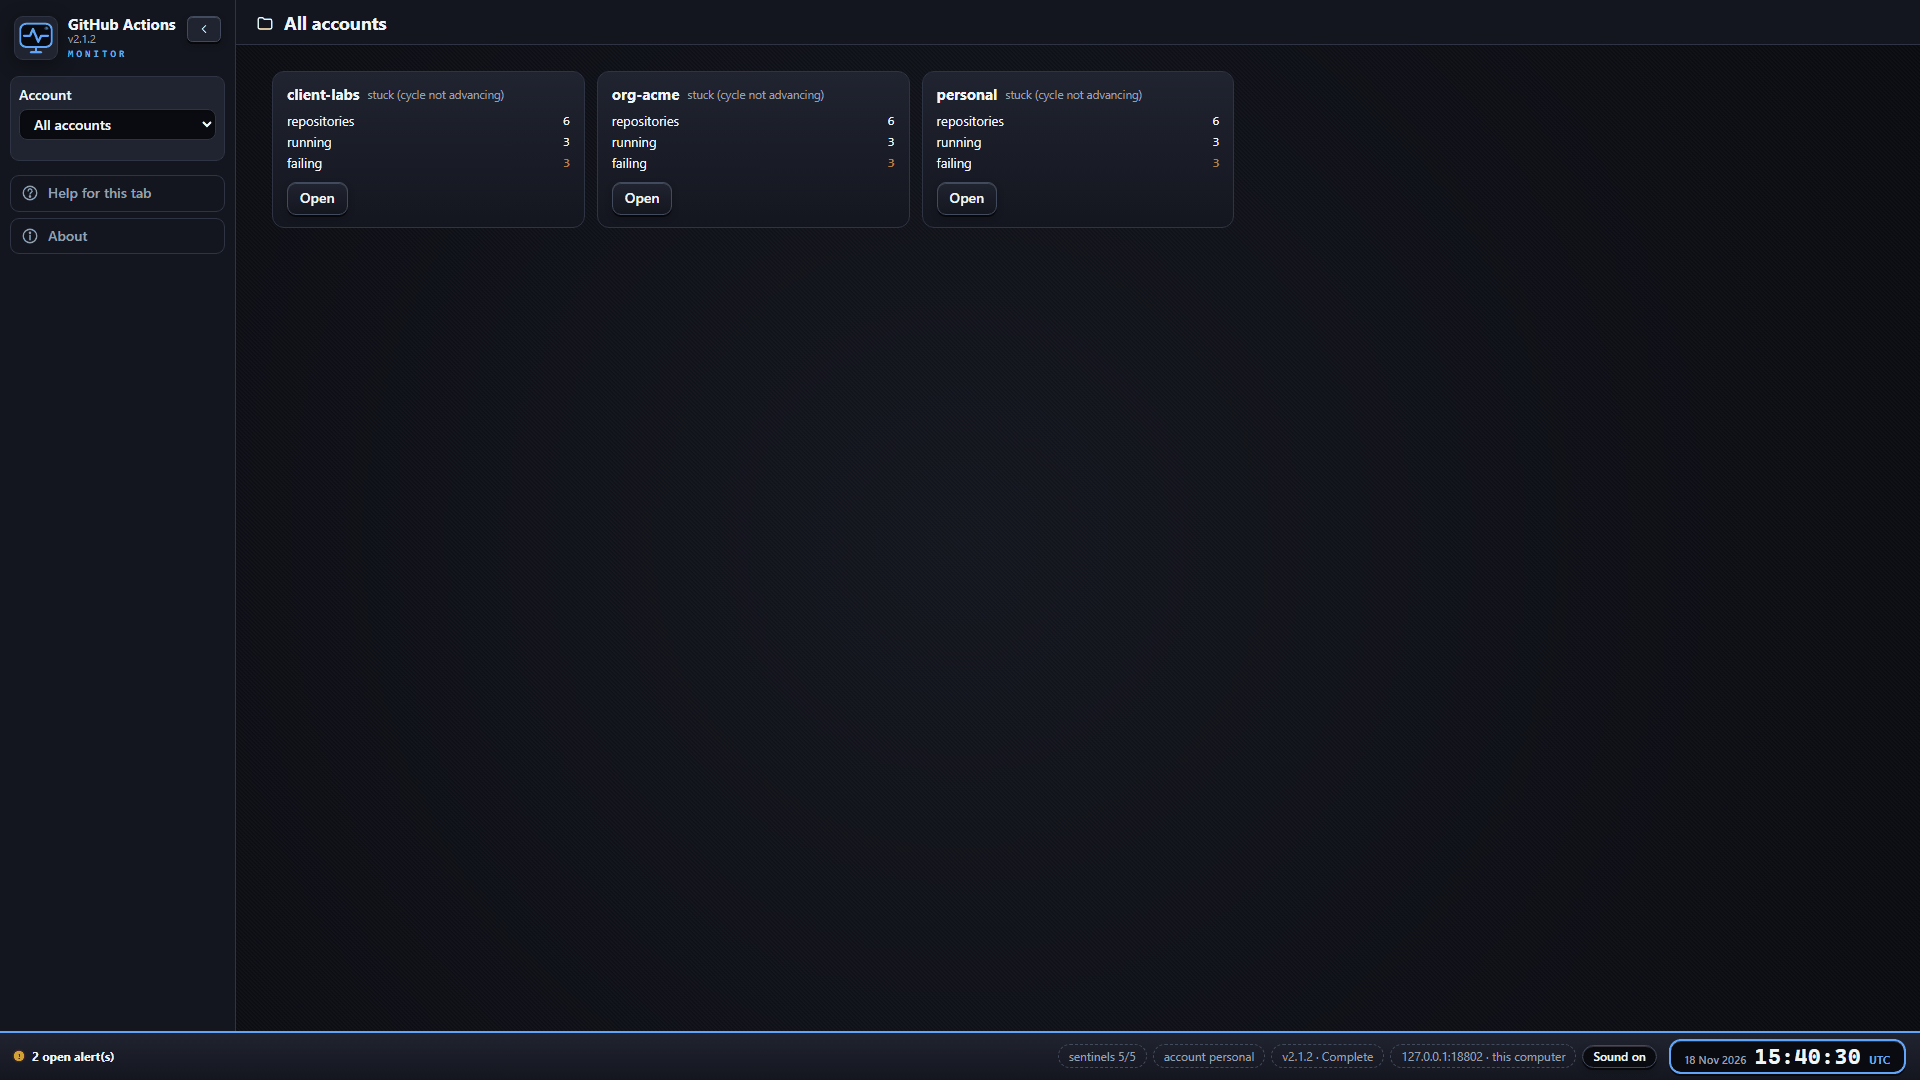 GitHub Actions
v2.1.2
MONITOR
Account
All accounts
Help for this tab
About
All accounts
client-labs stuck (cycle not advancing)
repositories 6
running 3
failing 3
Open
org-acme stuck (cycle not advancing)
repositories 6
running 3
failing 3
Open
personal stuck (cycle not advancing)
repositories 6
running 3
failing 3
Open
2 open alert(s)
sentinels 5/5
account personal
v2.1.2 · Complete
127.0.0.1:18802 · this computer
Sound on
18 Nov 2026 15:40:30 UTC